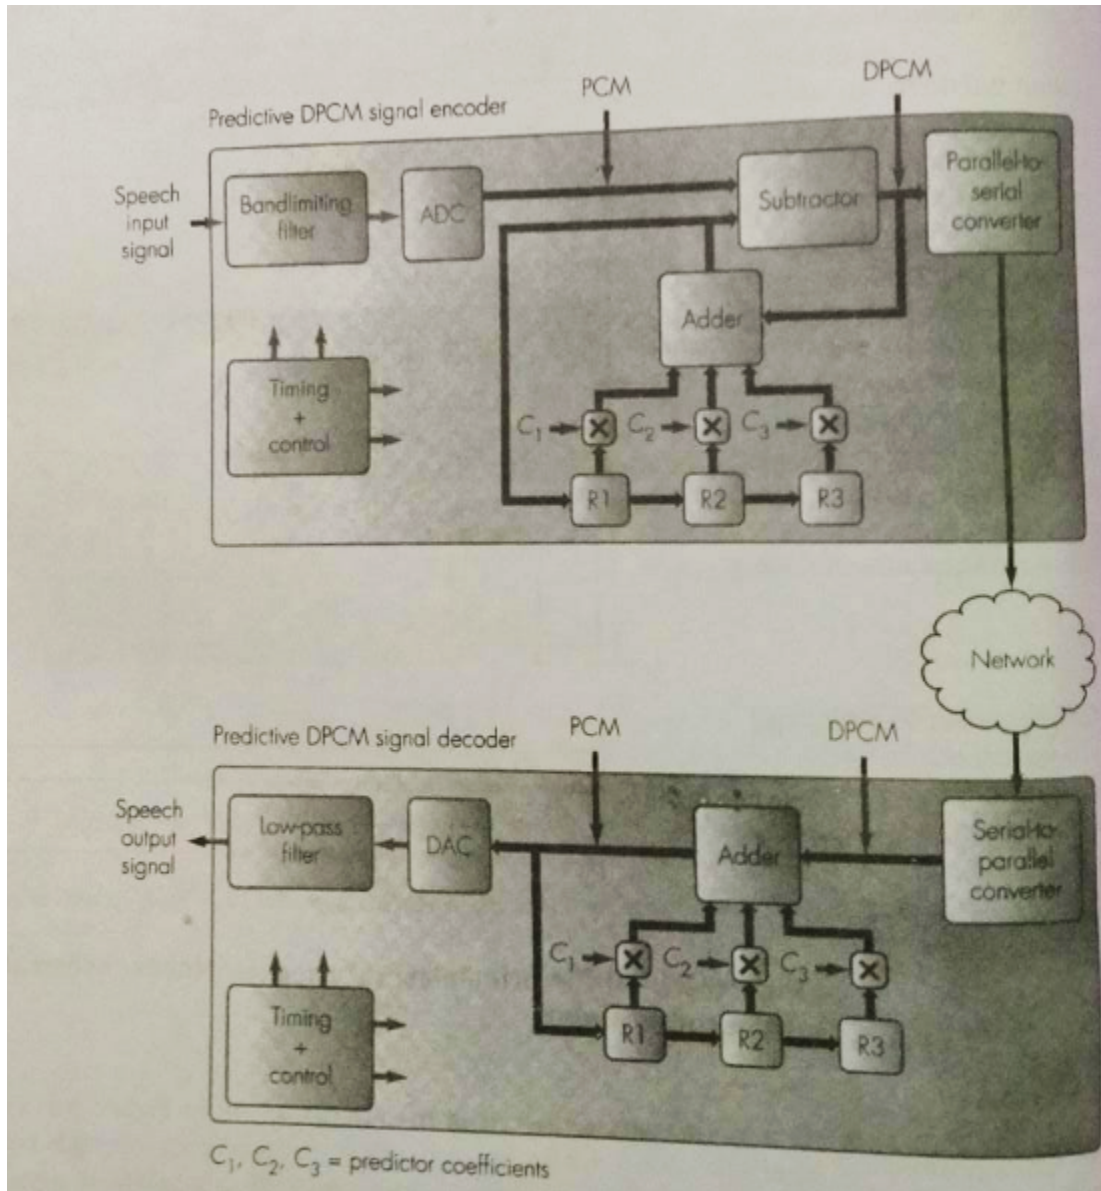 PCM
DPCM
Predictive DPCM signal encoder
Speech
input
signal
Bandlimiting
filter
ADC
Subtractor
Parallel-to-
serial
converter
Adder
Timing
+
control
C₁
C₂
C₃
R1
R2
R3
Network
Predictive DPCM signal decoder
PCM
DPCM
Speech
output
signal
Low-pass
filter
DAC
Adder
Serial-to-
parallel
converter
C₁
C₂
C₃
Timing
+
control
R1
R2
R3
C₁, C₂, C₃ = predictor coefficients